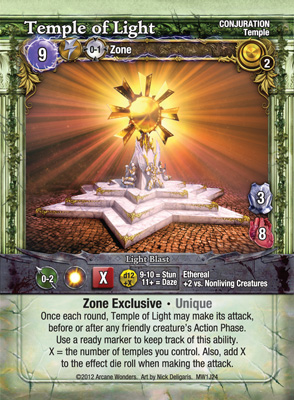 Temple of Light
CONJURATION
Temple
9
0-1
Zone
2
3
8
Light Blast
0-2
X
d12
+X
9-10 = Stun
11+ = Daze
Ethereal
+2 vs. Nonliving Creatures
Zone Exclusive • Unique
Once each round, Temple of Light may make its attack,
before or after any friendly creature's Action Phase.
Use a ready marker to keep track of this ability.
X = the number of temples you control. Also, add X
to the effect die roll when making the attack.
©2012 Arcane Wonders. Art by Nick Deligaris. MW1J24